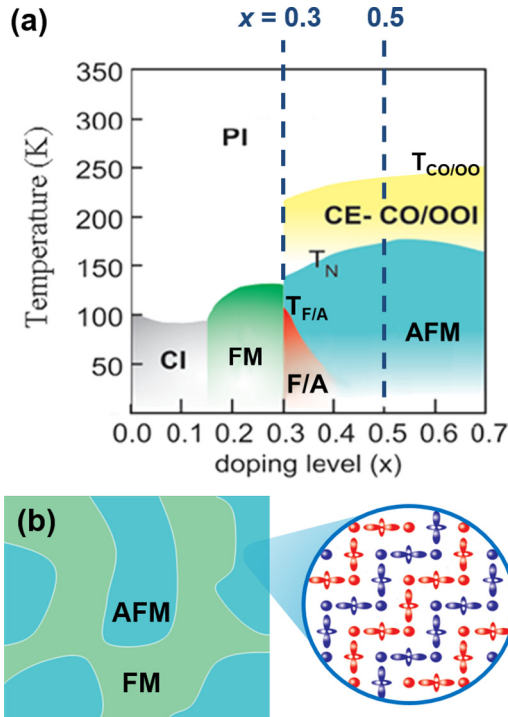 (a)
x = 0.3
0.5
350
300
250
200
150
100
50
Temperature (K)
PI
T_CO/OO
CE- CO/OOI
T_N
T_F/A
CI
FM
F/A
AFM
0.0 0.1 0.2 0.3 0.4 0.5 0.6 0.7
doping level (x)
(b)
AFM
FM